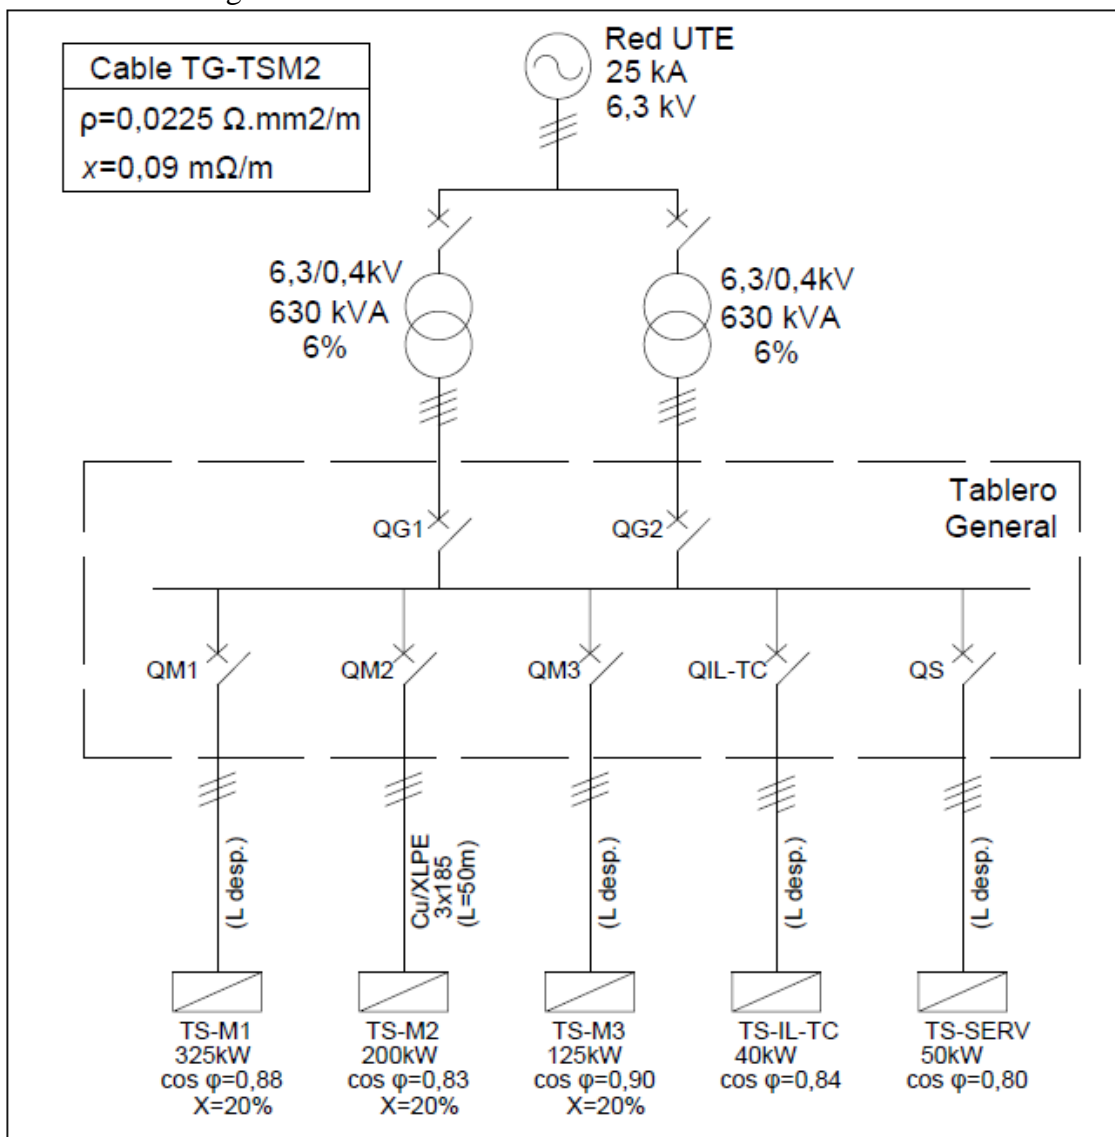 Red UTE
25 kA
6,3 kV
Cable TG-TSM2
ρ=0,0225 Ω.mm2/m
x=0,09 mΩ/m
6,3/0,4kV
630 kVA
6%
6,3/0,4kV
630 kVA
6%
Tablero
General
QG1
QG2
QM1
QM2
QM3
QIL-TC
QS
(L desp.)
Cu/XLPE
3x185
(L=50m)
(L desp.)
(L desp.)
(L desp.)
TS-M1
325kW
cos φ=0,88
X=20%
TS-M2
200kW
cos φ=0,83
X=20%
TS-M3
125kW
cos φ=0,90
X=20%
TS-IL-TC
40kW
cos φ=0,84
TS-SERV
50kW
cos φ=0,80